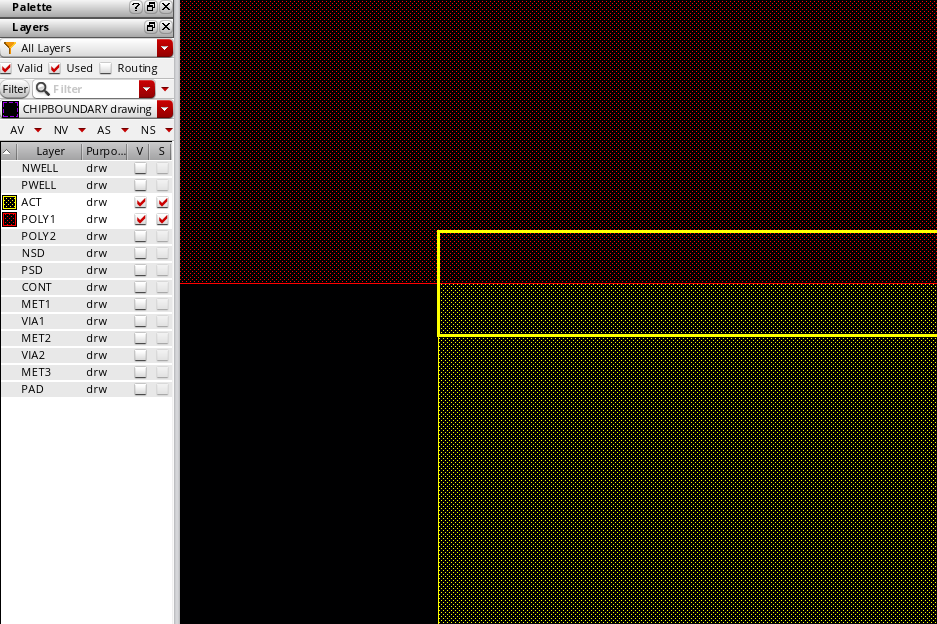 Palette
?
Layers
All Layers
Valid Used Routing
Filter Filter
CHIPBOUNDARY drawing
AV NV AS NS
Layer Purpo... V S
NWELL drw
PWELL drw
ACT drw
POLY1 drw
POLY2 drw
NSD drw
PSD drw
CONT drw
MET1 drw
VIA1 drw
MET2 drw
VIA2 drw
MET3 drw
PAD drw